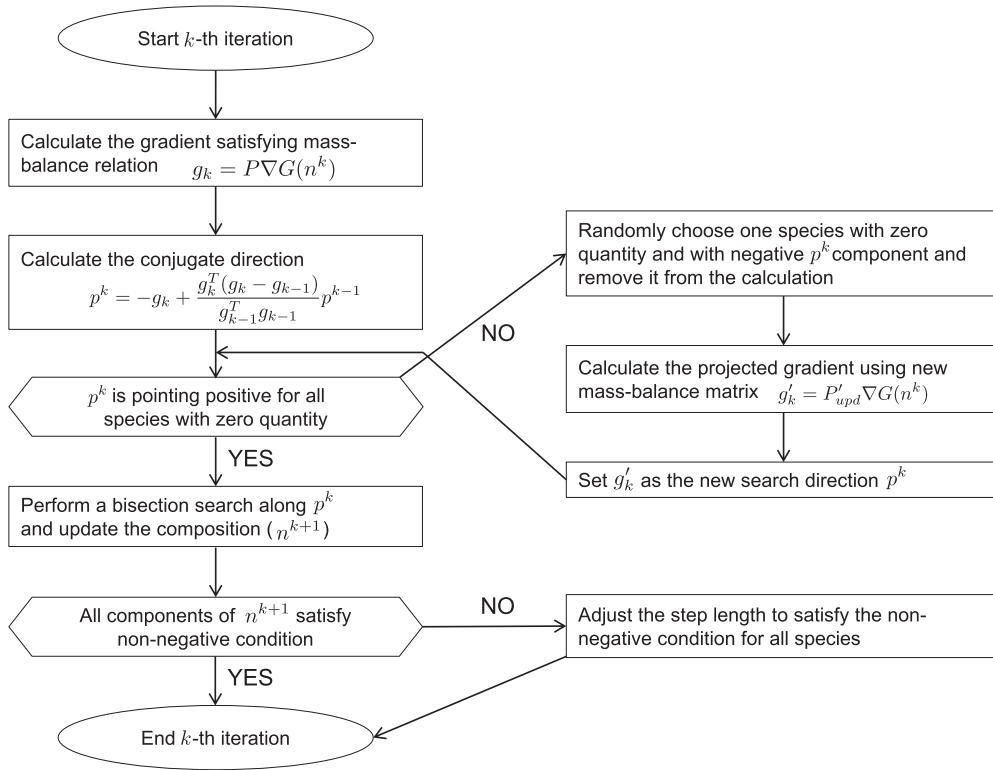 Start k-th iteration
Calculate the gradient satisfying mass-
balance relation g_k = P∇G(n^k)
Calculate the conjugate direction
p^k = -g_k + \frac{g_k^T(g_k - g_{k-1})}{g_{k-1}^T g_{k-1}} p^{k-1}
p^k is pointing positive for all
species with zero quantity
NO
Randomly choose one species with zero
quantity and with negative p^k component and
remove it from the calculation
Calculate the projected gradient using new
mass-balance matrix g'_k = P'_{upd}∇G(n^k)
Set g'_k as the new search direction p^k
YES
Perform a bisection search along p^k
and update the composition (n^{k+1})
All components of n^{k+1} satisfy
non-negative condition
NO
Adjust the step length to satisfy the non-
negative condition for all species
YES
End k-th iteration